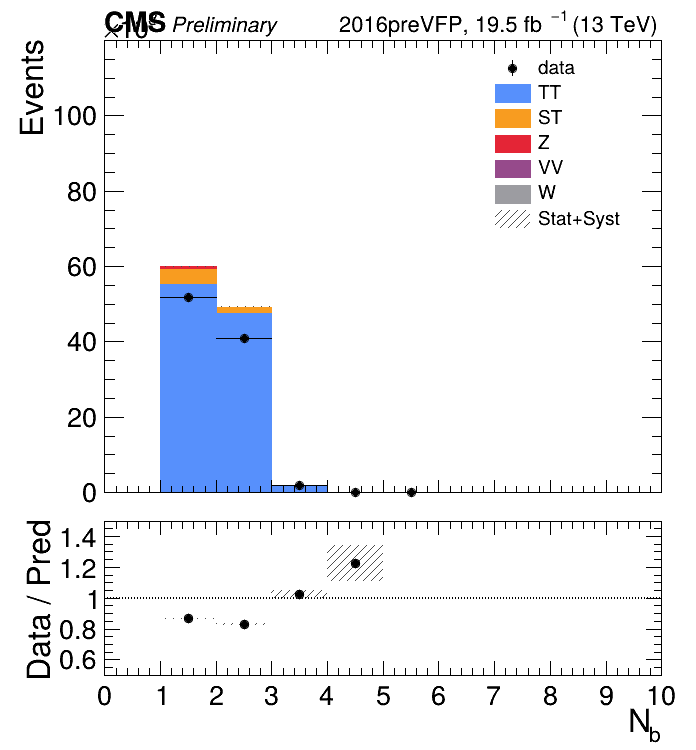 CMS Preliminary 2016preVFP, 19.5 fb⁻¹ (13 TeV)
Events
100
80
60
40
20
0
data
TT
ST
Z
VV
W
Stat+Syst
Data / Pred
1.4
1.2
1
0.8
0.6
0 1 2 3 4 5 6 7 8 9 10
N_b